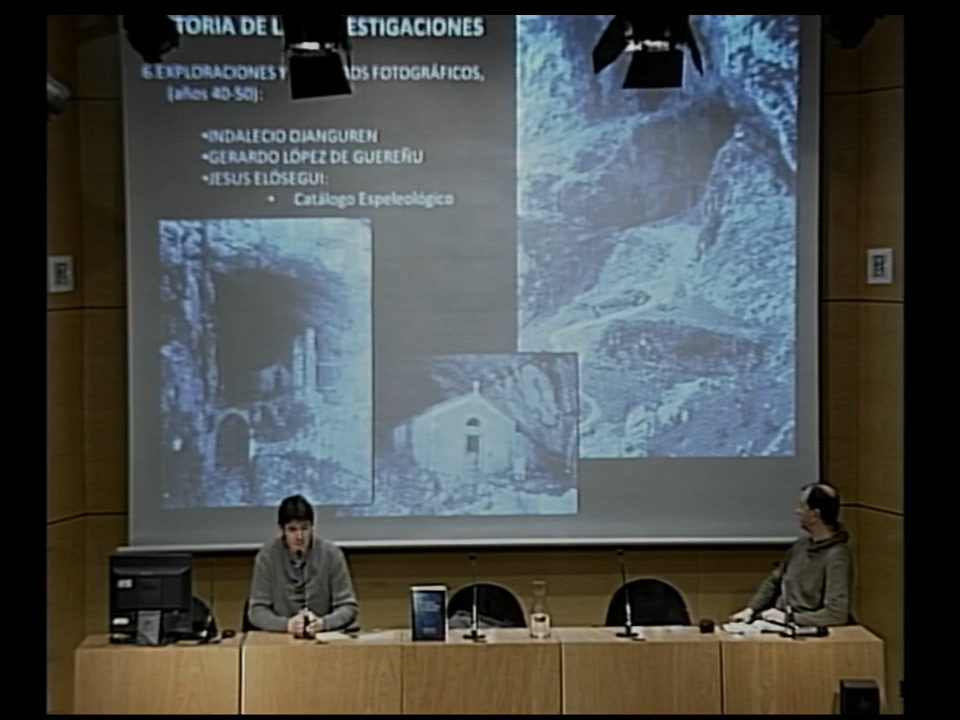 TORIA DE L ESTIGACIONES
6.EXPLORACIONES Y OS FOTOGRÁFICOS,
(años 40-50):
•INDALECIO OJANGUREN
•GERARDO LÓPEZ DE GUEREÑU
•JESUS ELÓSEGUI:
• Catálogo Espeleológico